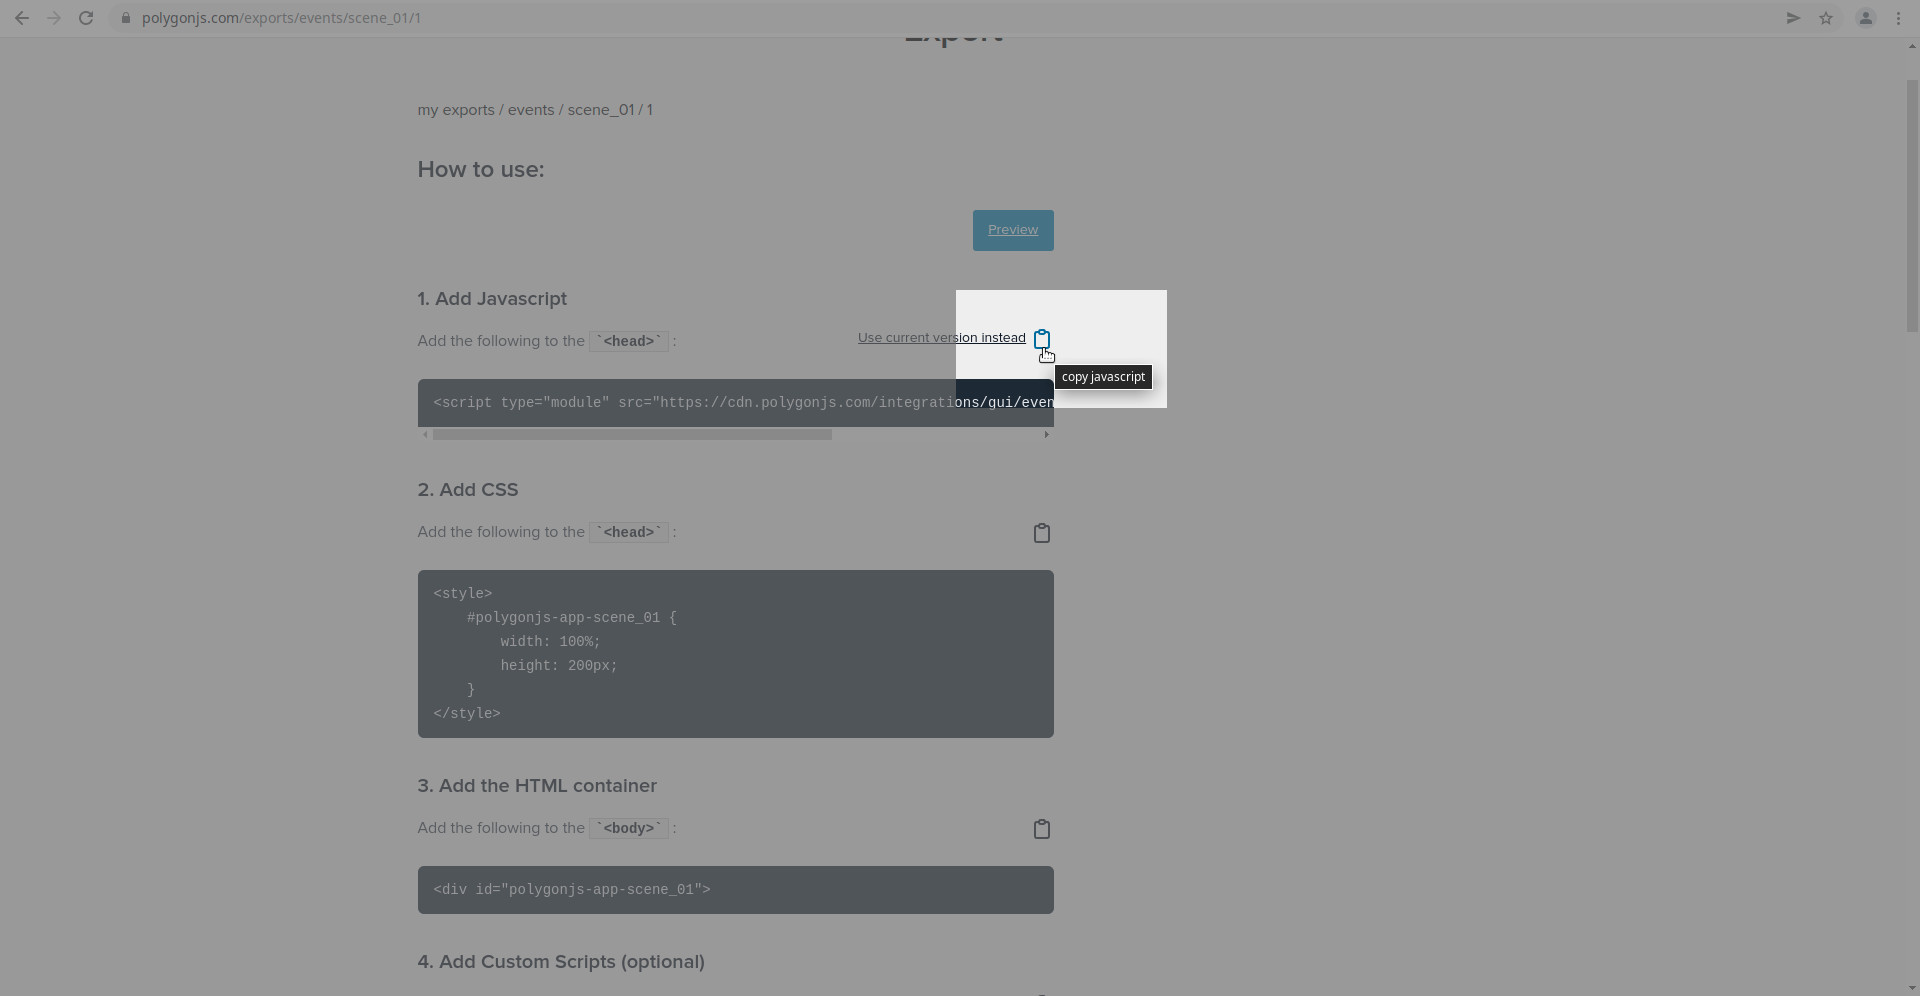 polygonjs.com/exports/events/scene_01/1
Export
my exports / events / scene_01 / 1
How to use:
Preview
1. Add Javascript
Add the following to the `<head>` :
Use current version instead
copy javascript
<script type="module" src="https://cdn.polygonjs.com/integrations/gui/even
2. Add CSS
Add the following to the `<head>` :
<style>
#polygonjs-app-scene_01 {
width: 100%;
height: 200px;
}
</style>
3. Add the HTML container
Add the following to the `<body>` :
<div id="polygonjs-app-scene_01">
4. Add Custom Scripts (optional)